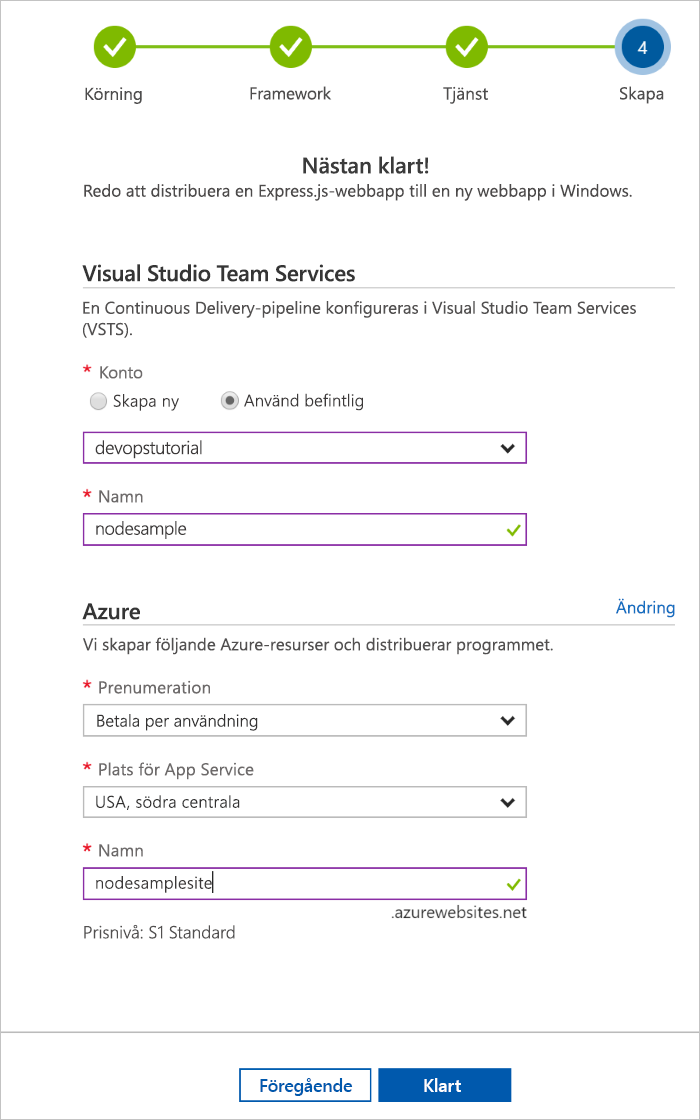 4
Körning
Framework
Tjänst
Skapa
Nästan klart!
Redo att distribuera en Express.js-webbapp till en ny webbapp i Windows.
Visual Studio Team Services
En Continuous Delivery-pipeline konfigureras i Visual Studio Team Services
(VSTS).
* Konto
Skapa ny
Använd befintlig
devopstutorial
* Namn
nodesample
Azure
Ändring
Vi skapar följande Azure-resurser och distribuerar programmet.
* Prenumeration
Betala per användning
* Plats för App Service
USA, södra centrala
* Namn
nodesamplesite
.azurewebsites.net
Prisnivå: S1 Standard
Föregående
Klart